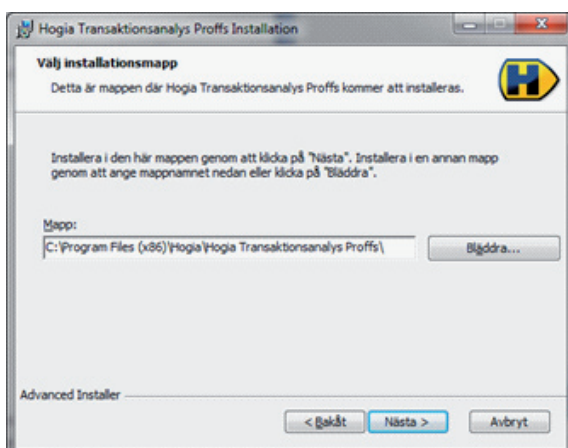 Hogia Transaktionsanalys Proffs Installation
Välj installationsmapp
Detta är mappen där Hogia Transaktionsanalys Proffs kommer att installeras.
H
Installera i den här mappen genom att klicka på "Nästa". Installera i en annan mapp
genom att ange mappnamnet nedan eller klicka på "Bläddra".
Mapp:
C:\Program Files (x86)\Hogia\Hogia Transaktionsanalys Proffs\
Bläddra...
Advanced Installer
< Bakåt
Nästa >
Avbryt